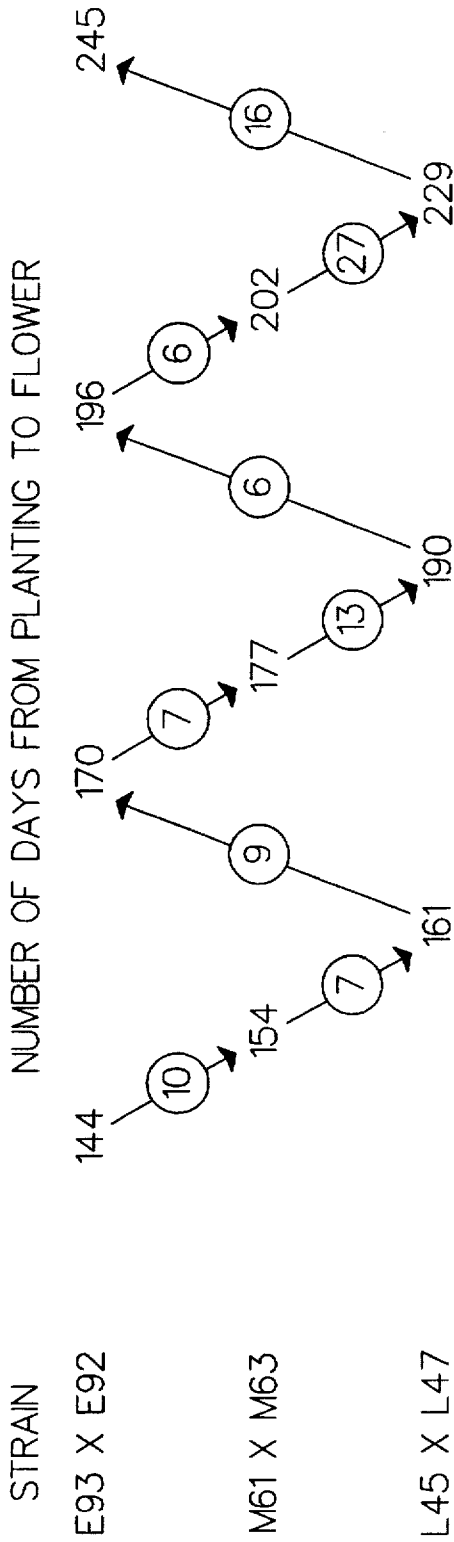 STRAIN NUMBER OF DAYS FROM PLANTING TO FLOWER
E93 X E92 144 170 196 245
10 7 6
M61 X M63 154 9 177 6 202 16
7 13 27
L45 X L47 161 190 229